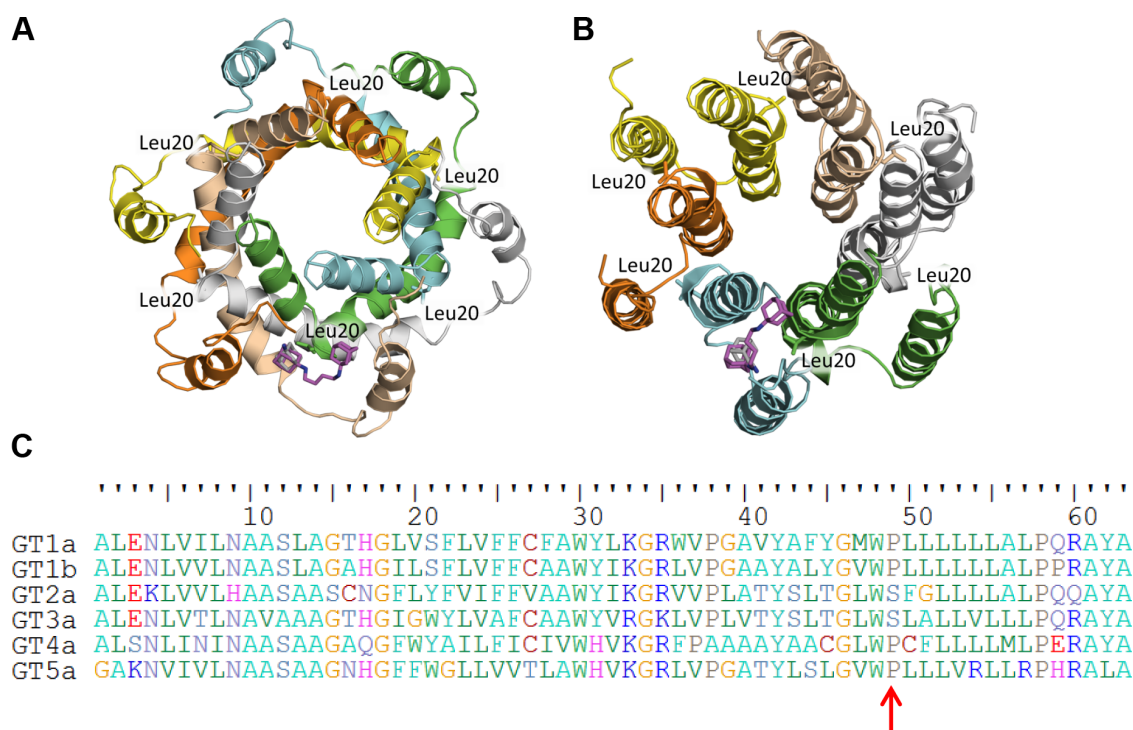 A
B
Leu20
Leu20
Leu20
Leu20
Leu20
Leu20
Leu20
Leu20
Leu20
Leu20
Leu20
Leu20
C
10 20 30 40 50 60
GT1a ALENLVILNAASLAGTHGLVSFLVFFCFAWYLKGRWVPGAVYAFYGMWPLLLLLLALPQRAYA
GT1b ALENLVVLNAASLAGAHGILSFLVFFCAAWYIKGRLVPGAAYALYGVWPLLLLLLALPPRAYA
GT2a ALEKLVVLHAASAASCNGFLYFVIFFVAAWYIKGRVVPLATYSLTGLWSFGLLLLALPQQAYA
GT3a ALENLVTLNAVAAAGTHGIGWYLVAFCAAWYVRGKLVPLVTYSLTGLWSLALLVLLLPQRAYA
GT4a ALSNLININAASAAGAQGFWYAILFICIVWHVKGRFPAAAAYAACGLWPCFLLLLMLPERAYA
GT5a GAKNVIVLNAASAAGNHGFFWGLLVVTLAWHVKGRLVPGATYLSLGVWPLLLVRLLRPHRALA